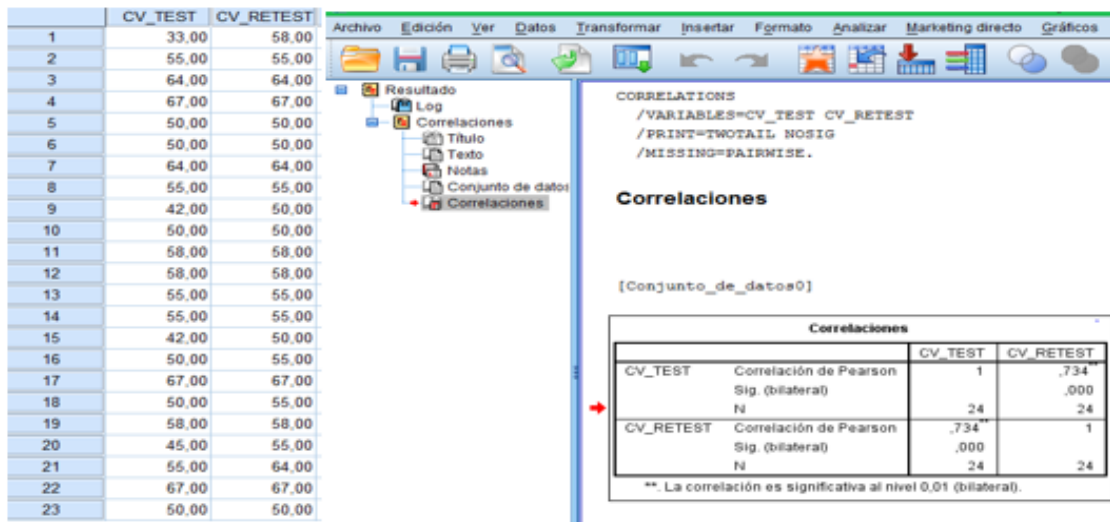 CV_TEST CV_RETEST
1 33,00 58,00
2 55,00 55,00
3 64,00 64,00
4 67,00 67,00
5 50,00 50,00
6 50,00 50,00
7 64,00 64,00
8 55,00 55,00
9 42,00 50,00
10 50,00 50,00
11 58,00 58,00
12 58,00 58,00
13 55,00 55,00
14 55,00 55,00
15 42,00 50,00
16 50,00 55,00
17 67,00 67,00
18 50,00 55,00
19 58,00 58,00
20 45,00 55,00
21 55,00 64,00
22 67,00 67,00
23 50,00 50,00
Archivo Edición Ver Datos Transformar Insertar Formato Analizar Marketing directo Gráficos
Resultado
Log
Correlaciones
Título
Texto
Notas
Conjunto de datos
Correlaciones
CORRELATIONS
/VARIABLES=CV_TEST CV_RETEST
/PRINT=TWOTAIL NOSIG
/MISSING=PAIRWISE.
Correlaciones
[Conjunto_de_datos0]
Correlaciones
CV_TEST CV_RETEST
CV_TEST Correlación de Pearson 1 ,734**
Sig. (bilateral) ,000
N 24 24
CV_RETEST Correlación de Pearson ,734** 1
Sig. (bilateral) ,000
N 24 24
**. La correlación es significativa al nivel 0,01 (bilateral).